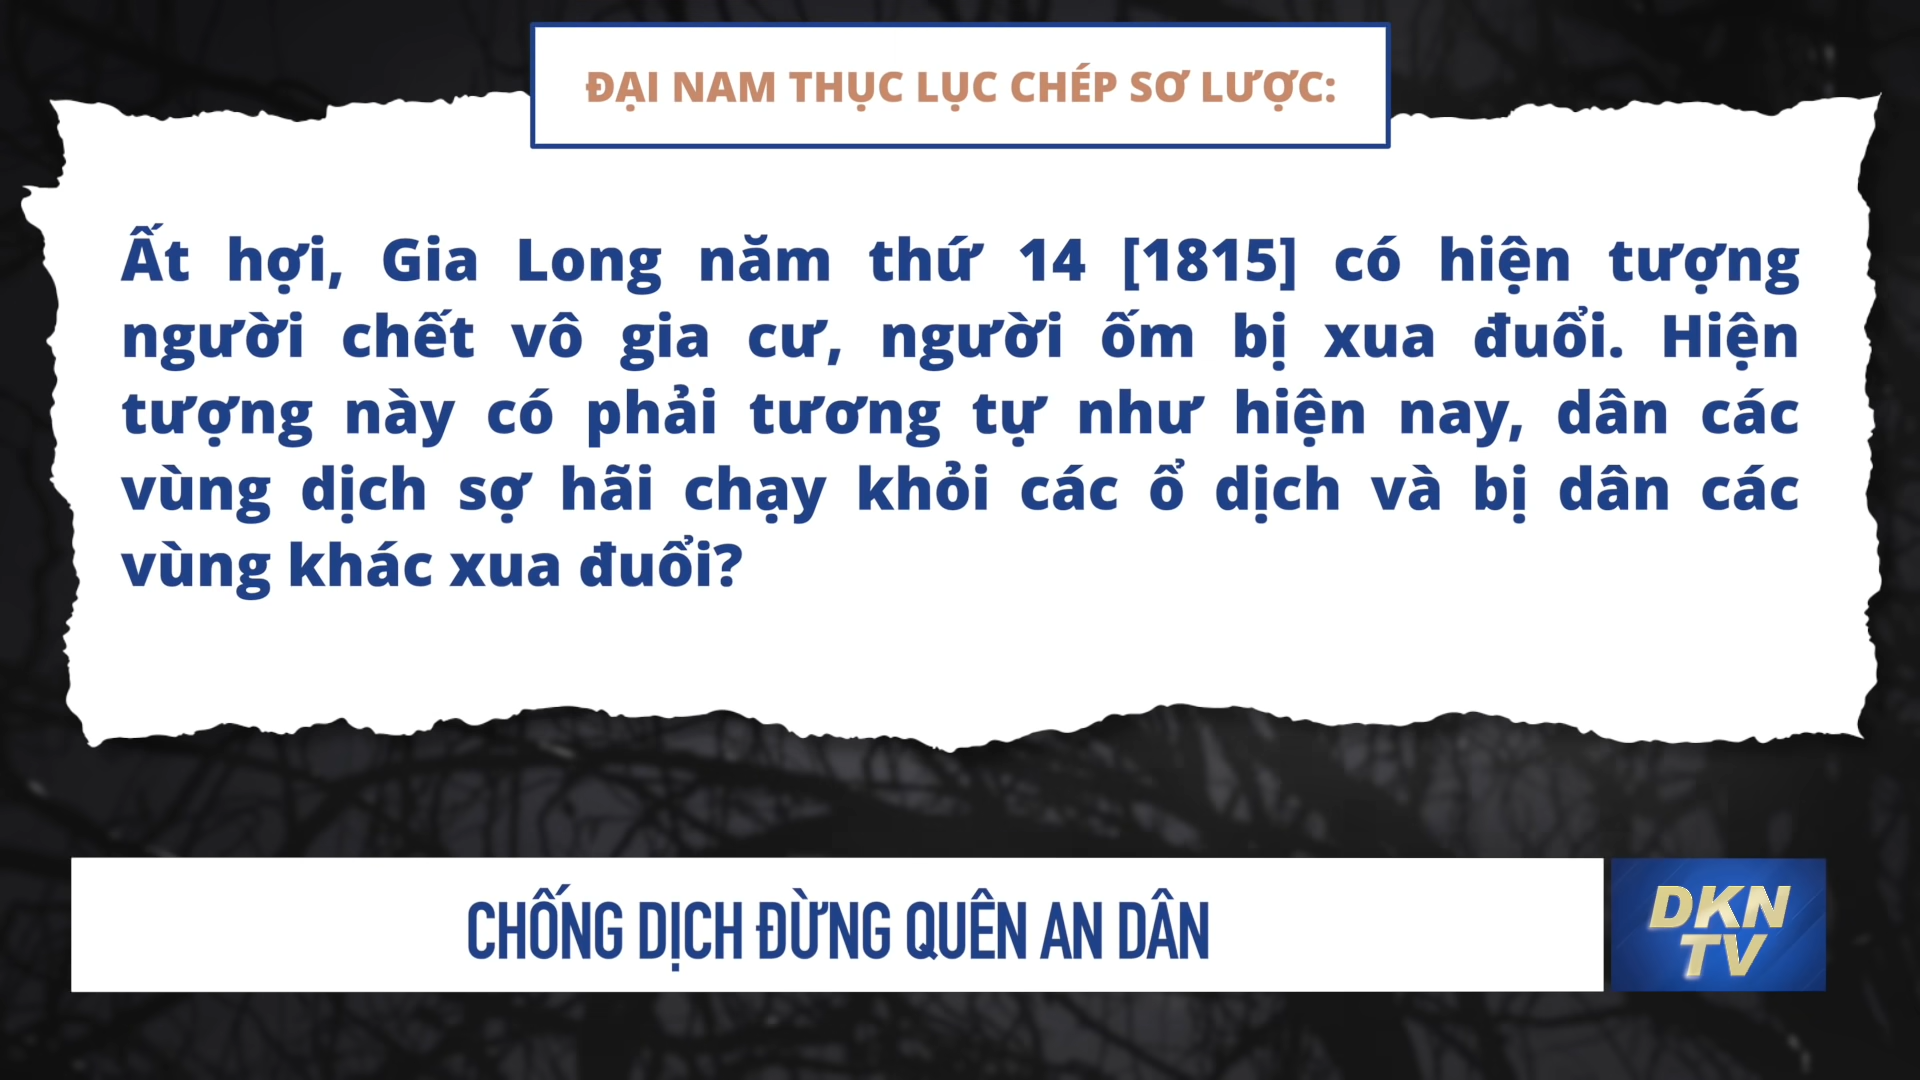 ĐẠI NAM THỤC LỤC CHÉP SƠ LƯỢC:
Ất hợi, Gia Long năm thứ 14 [1815] có hiện tượng
người chết vô gia cư, người ốm bị xua đuổi. Hiện
tượng này có phải tương tự như hiện nay, dân các
vùng dịch sợ hãi chạy khỏi các ổ dịch và bị dân các
vùng khác xua đuổi?
CHỐNG DỊCH ĐỪNG QUÊN AN DÂN
DKN
TV